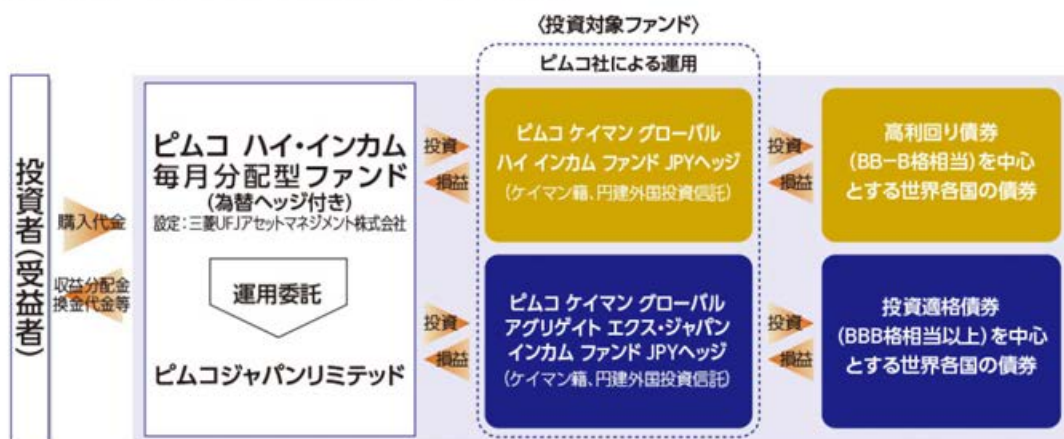 〈投資対象ファンド〉
ピムコ社による運用
投資者(受益者)
購入代金
収益分配金
換金代金等
ピムコ ハイ・インカム
毎月分配型ファンド
(為替ヘッジ付き)
設定：三菱UFJアセットマネジメント株式会社
運用委託
ピムコジャパンリミテッド
投資
損益
ピムコ ケイマン グローバル
ハイ インカム ファンド JPYヘッジ
(ケイマン籍、円建外国投資信託)
投資
損益
高利回り債券
(BB－B格相当)を中心
とする世界各国の債券
投資
損益
ピムコ ケイマン グローバル
アグリゲイト エクス・ジャパン
インカム ファンド JPYヘッジ
(ケイマン籍、円建外国投資信託)
投資
損益
投資適格債券
(BBB格相当以上)を中心
とする世界各国の債券